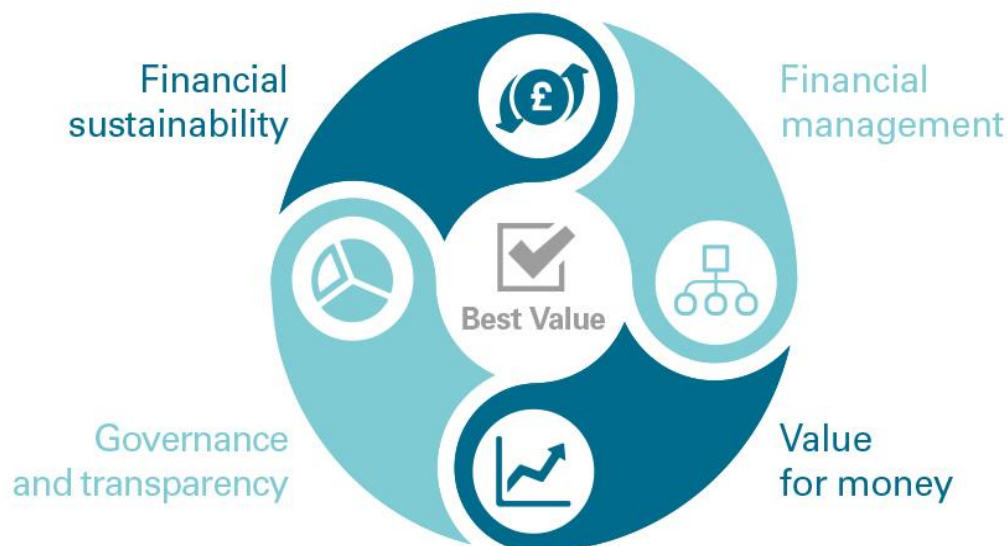 Financial
sustainability
Financial
management
£
Best Value
Governance
and transparency
Value
for money